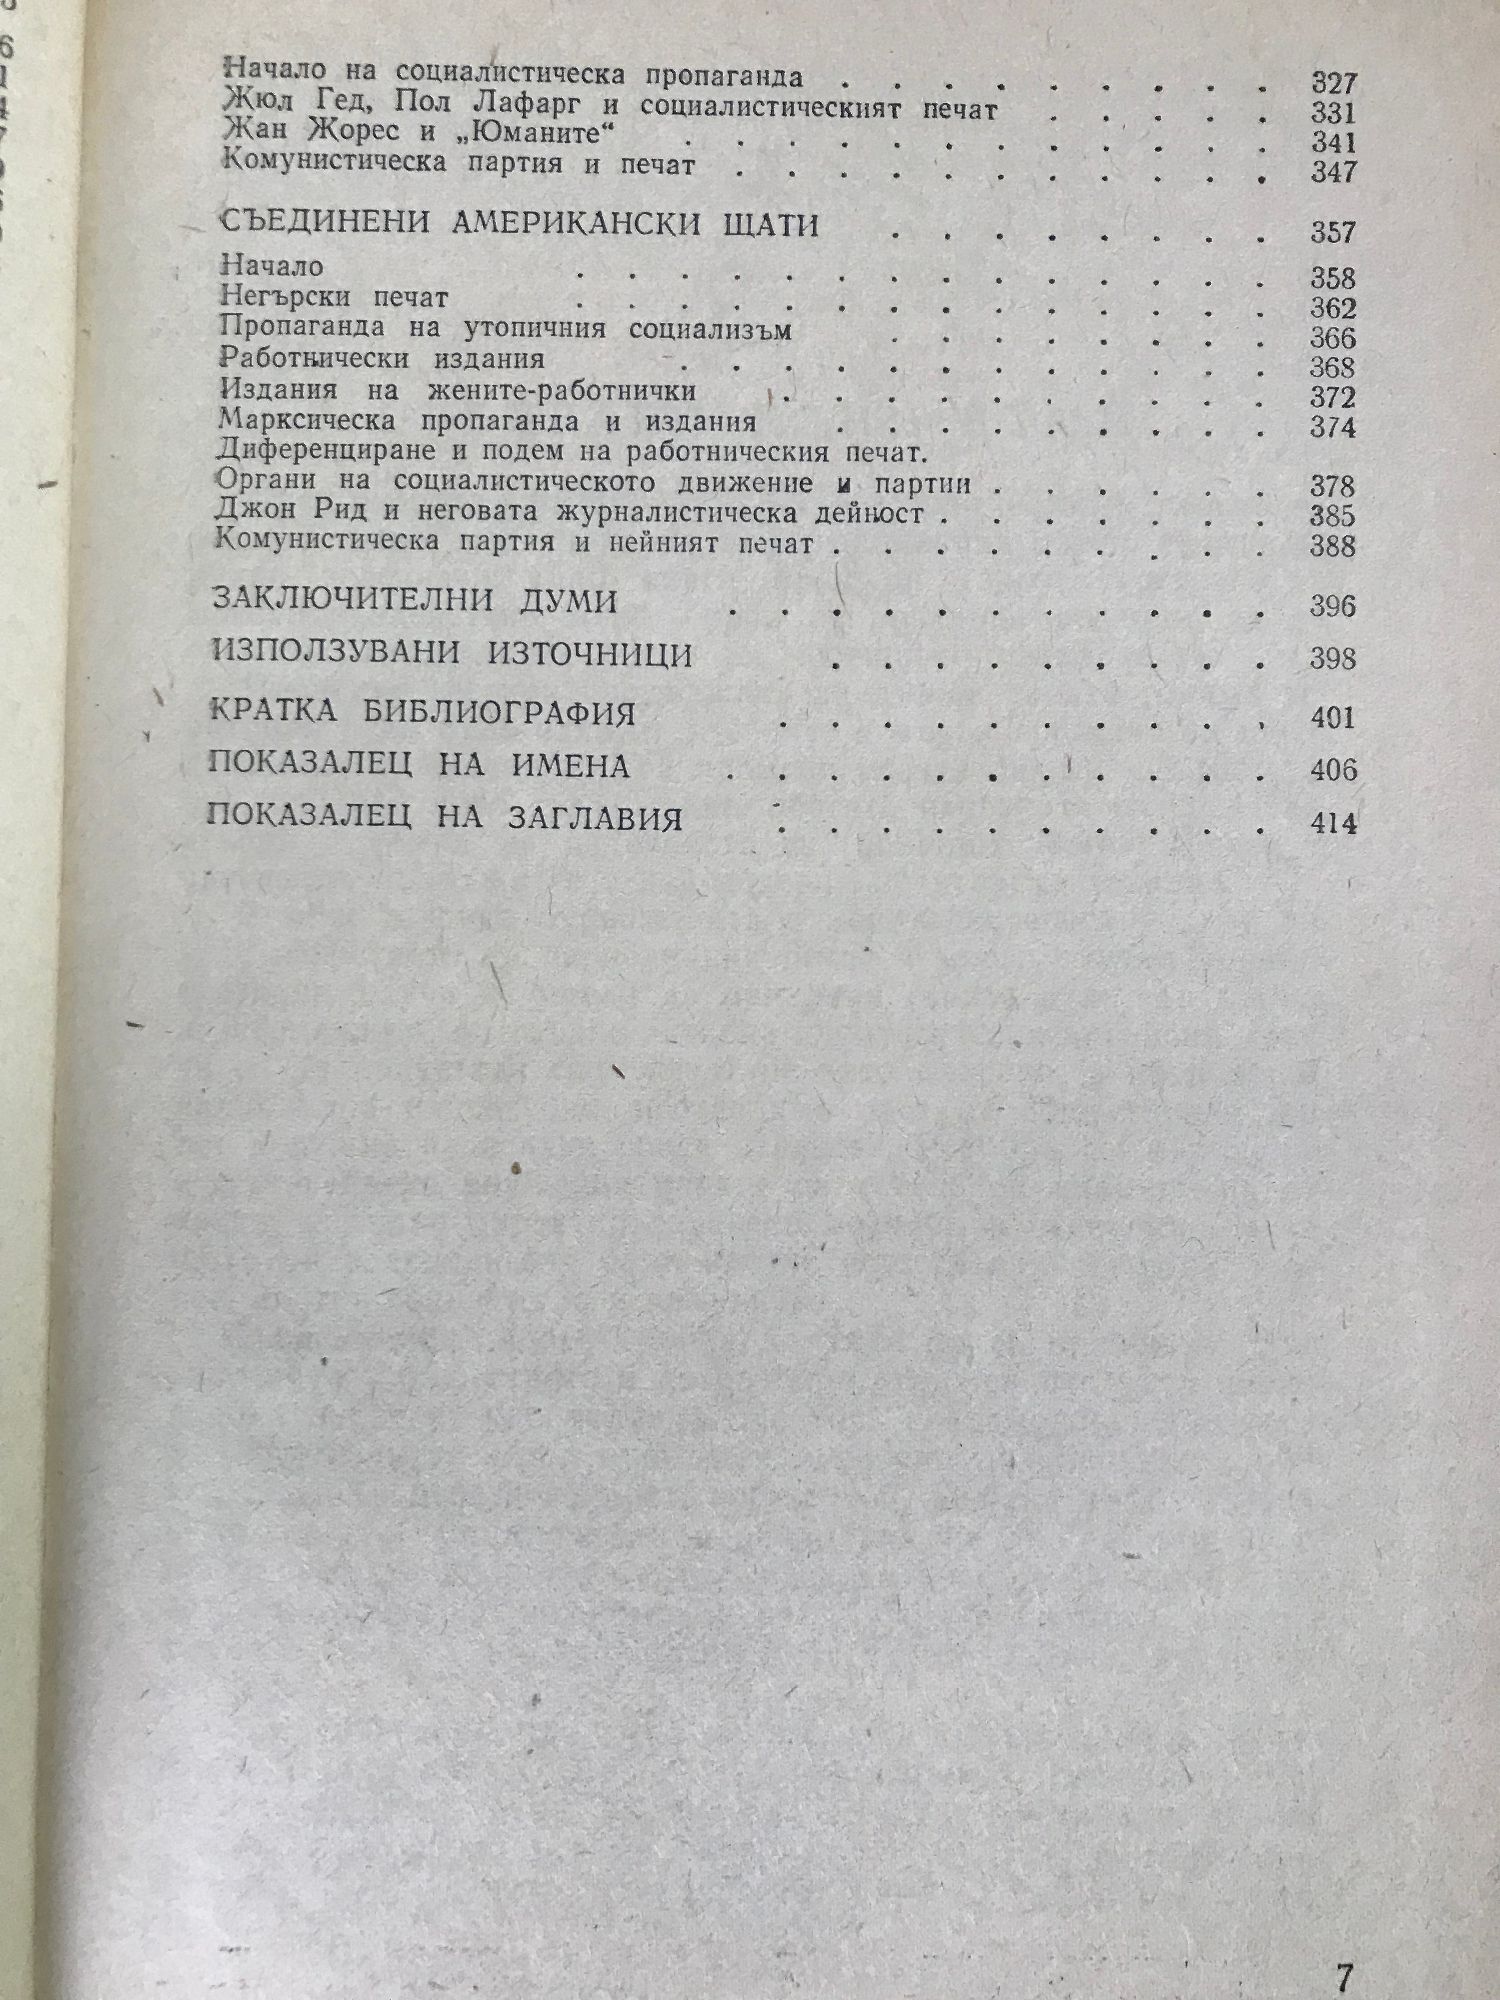 Начало на социалистическа пропаганда . . . . . . . . . 327
Жюл Гед, Пол Лафарг и социалистическият печат . . . . . 331
Жан Жорес и „Юманите“ . . . . . . . . . . . . 341
Комунистическа партия и печат . . . . . . . . . . . 347
СЪЕДИНЕНИ АМЕРИКАНСКИ ЩАТИ . . . . . . . . 357
Начало . . . . . . . . . . . . . . 358
Негърски печат . . . . . . . . . . . . . . 362
Пропаганда на утопичния социализъм . . . . . . . . 366
Работнически издания . . . . . . . . . . . . 368
Издания на жените-работнички . . . . . . . . . . 372
Марксическа пропаганда и издания . . . . . . . . . 374
Диференциране и подем на работническия печат.
Органи на социалистическото движение и партии . . . . . . 378
Джон Рид и неговата журналистическа дейност . . . . . . . 385
Комунистическа партия и нейният печат . . . . . . . . . 388
ЗАКЛЮЧИТЕЛНИ ДУМИ . . . . . . . . . . . 396
ИЗПОЛЗУВАНИ ИЗТОЧНИЦИ . . . . . . . . . 398
КРАТКА БИБЛИОГРАФИЯ . . . . . . . . . . 401
ПОКАЗАЛЕЦ НА ИМЕНА . . . . . . . . . . . 406
ПОКАЗАЛЕЦ НА ЗАГЛАВИЯ . . . . . . . . . . 414
7